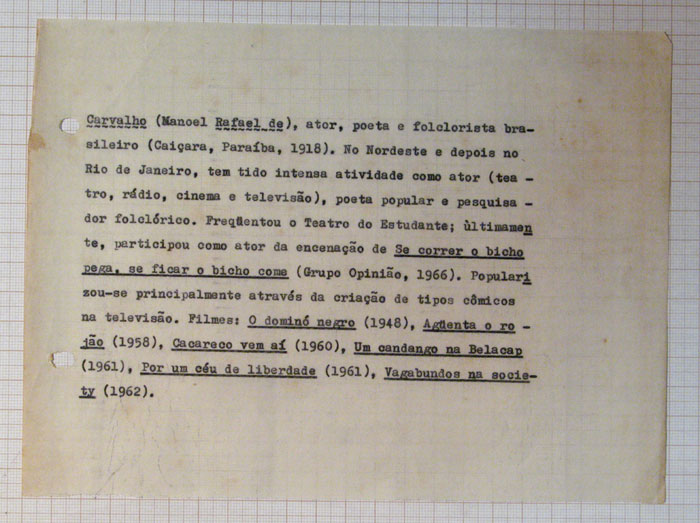 Carvalho (Manoel Rafael de), ator, poeta e folclorista bra-
sileiro (Caiçara, Paraíba, 1918). No Nordeste e depois no
Rio de Janeiro, tem tido intensa atividade como ator (tea -
tro, rádio, cinema e televisão), poeta popular e pesquisa -
dor folclórico. Freqüentou o Teatro do Estudante; ùltimamen
te, participou como ator da encenação de Se correr o bicho
pega, se ficar o bicho come (Grupo Opinião, 1966). Populari
zou-se principalmente através da criação de tipos cômicos
na televisão. Filmes: O dominó negro (1948), Agüenta o ro -
jão (1958), Cacareco vem aí (1960), Um candango na Belacap
(1961), Por um céu de liberdade (1961), Vagabundos na socie-
ty (1962).